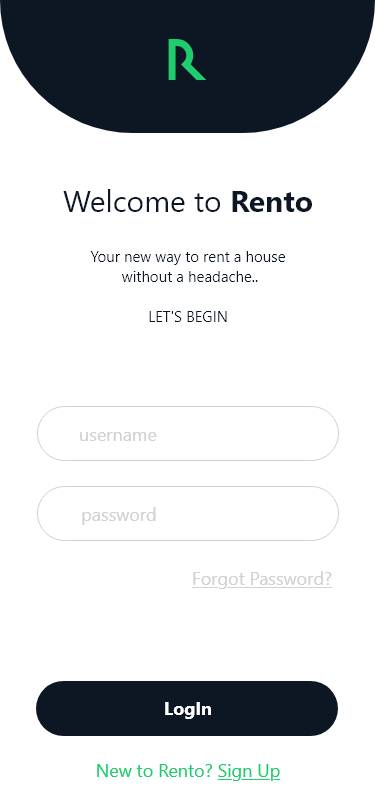 R
Welcome to Rento
Your new way to rent a house
without a headache..
LET'S BEGIN
username
password
Forgot Password?
LogIn
New to Rento? Sign Up